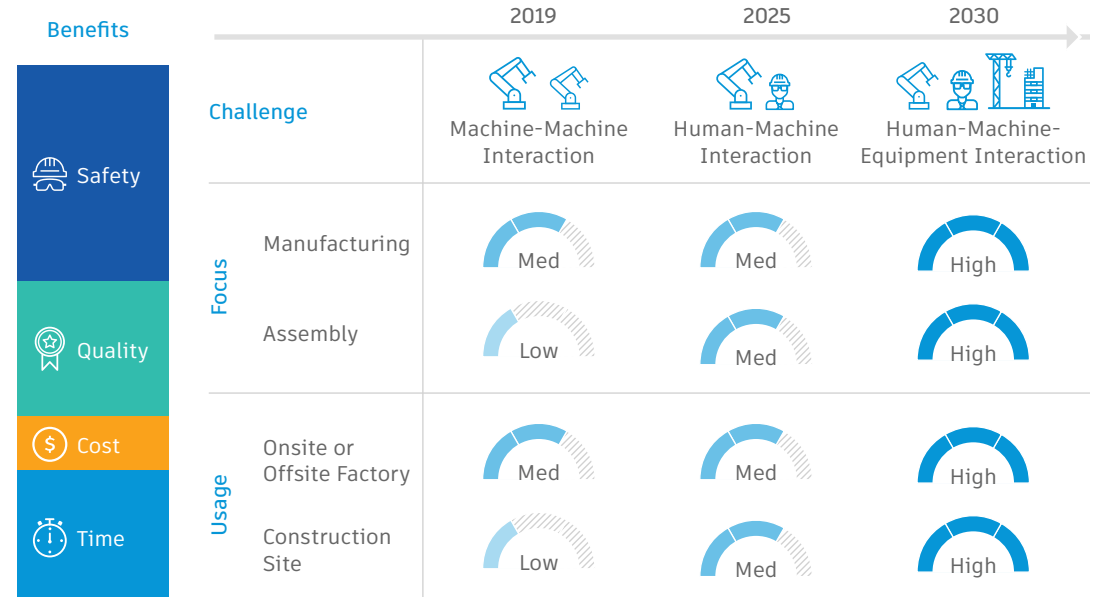 Benefits
Safety
Quality
$
Cost
Time
2019
2025
2030
Challenge
Machine-Machine
Interaction
Human-Machine
Interaction
Human-Machine-
Equipment Interaction
Focus
Manufacturing
Med
Med
High
Assembly
Low
Med
High
Usage
Onsite or
Offsite Factory
Med
Med
High
Construction
Site
Low
Med
High